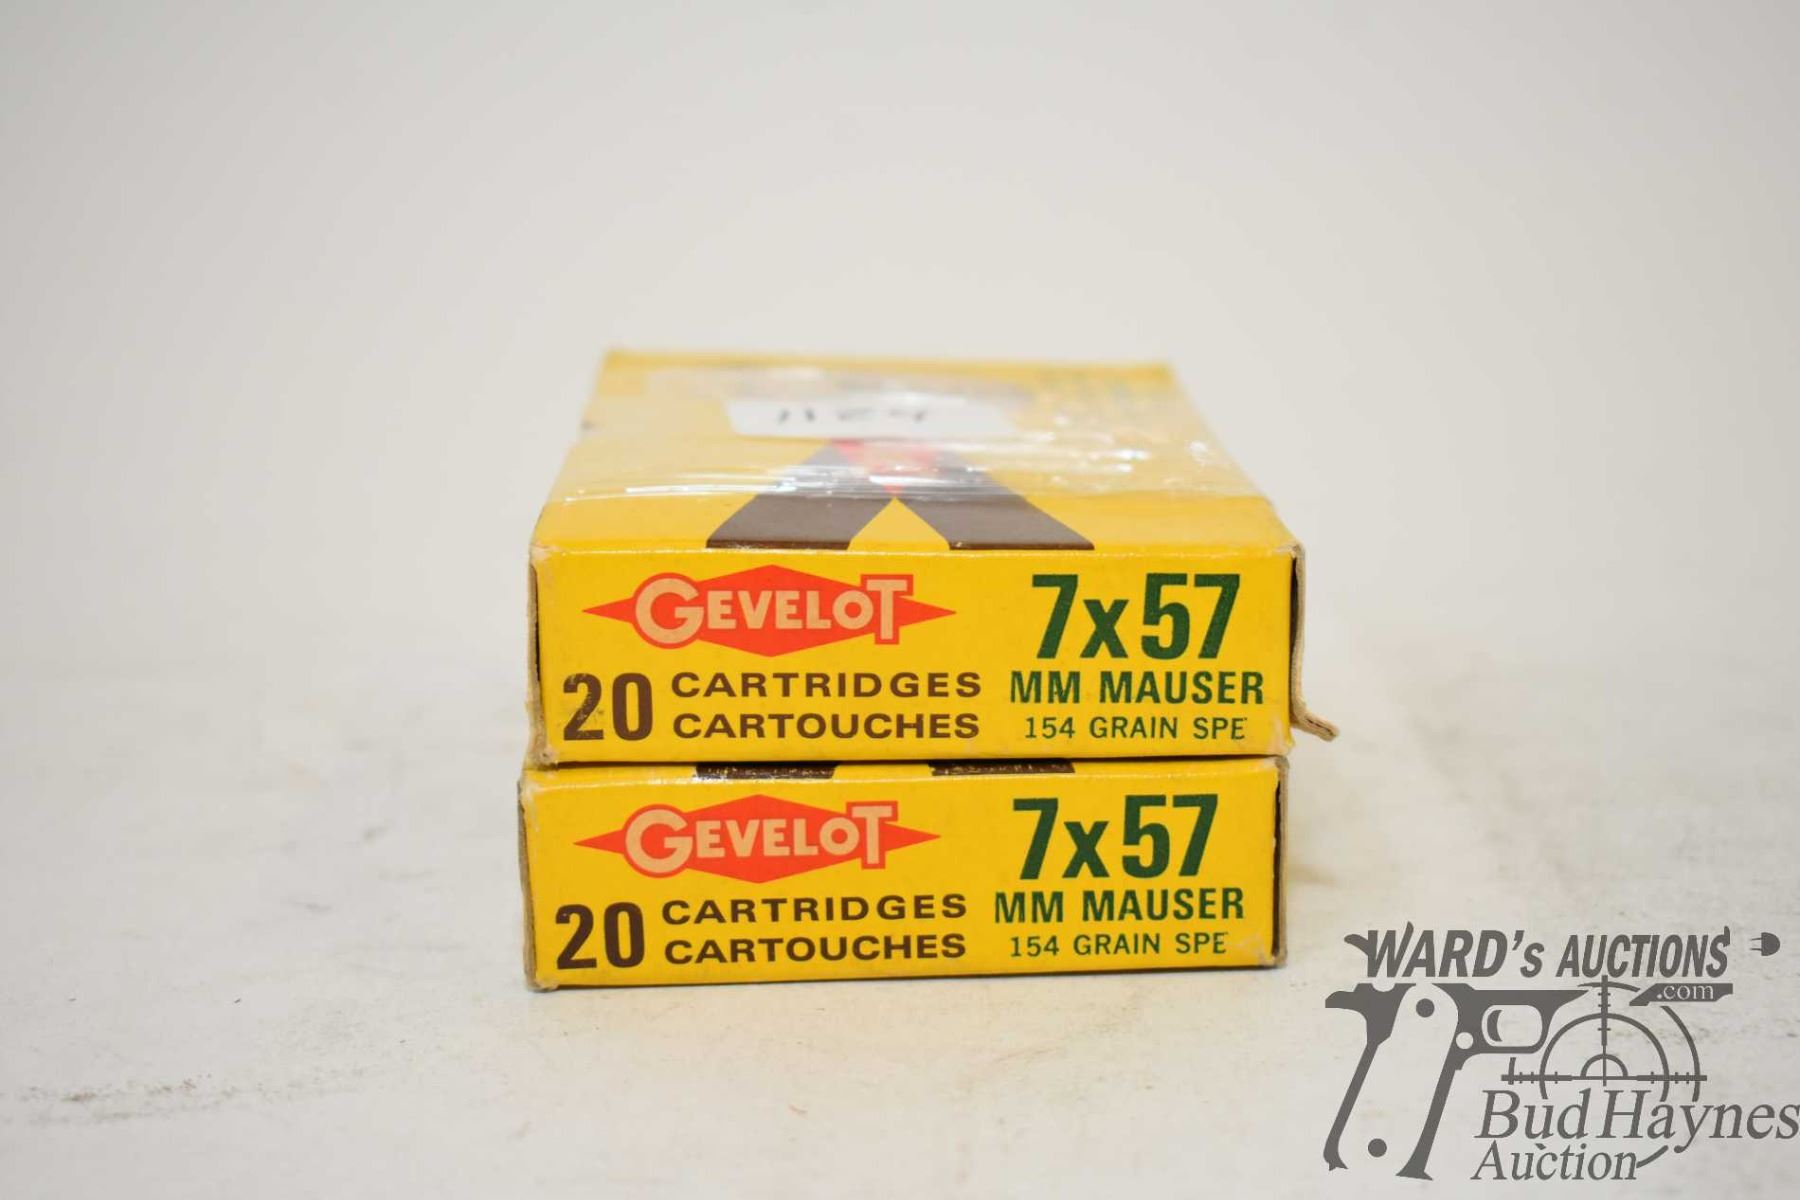 GEVELOT
7x57
20 CARTRIDGES
CARTOUCHES
MM MAUSER
154 GRAIN SPE
GEVELOT
7x57
20 CARTRIDGES
CARTOUCHES
MM MAUSER
154 GRAIN SPE
WARD's AUCTIONS
.com
Bud Haynes
Auction